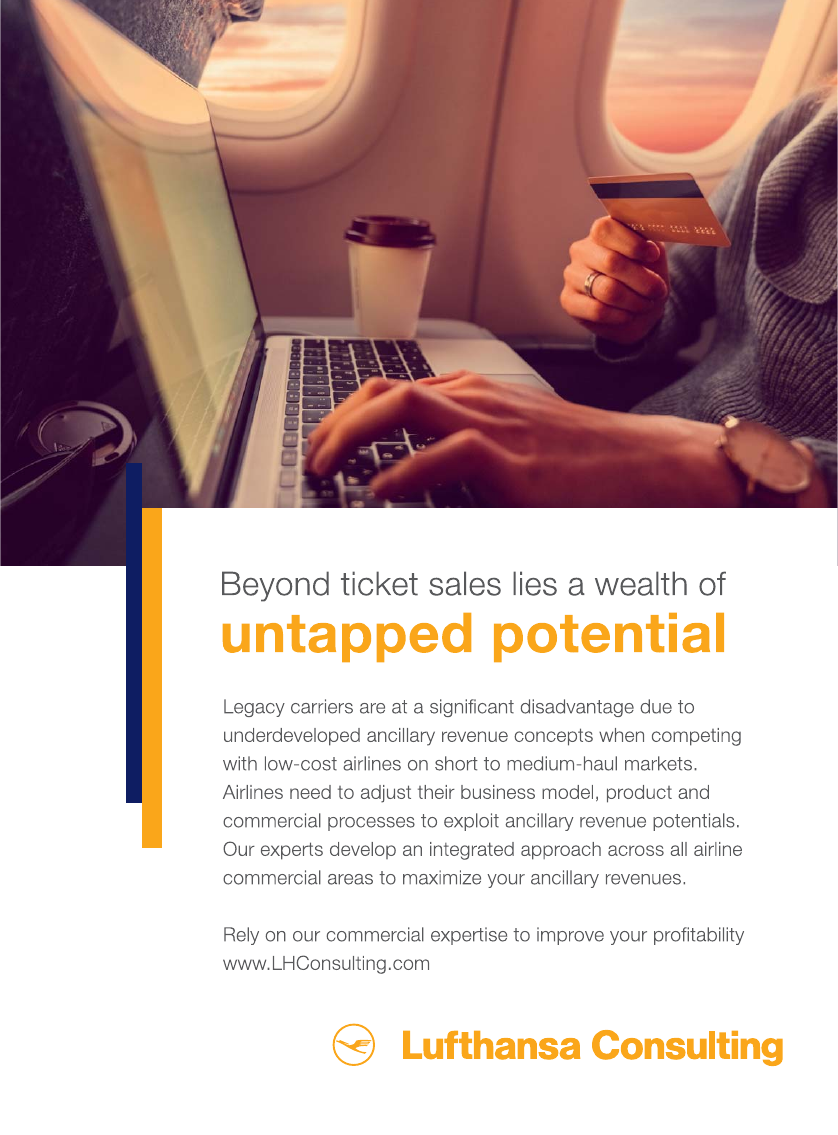 Beyond ticket sales lies a wealth of
untapped potential
Legacy carriers are at a significant disadvantage due to
underdeveloped ancillary revenue concepts when competing
with low-cost airlines on short to medium-haul markets.
Airlines need to adjust their business model, product and
commercial processes to exploit ancillary revenue potentials.
Our experts develop an integrated approach across all airline
commercial areas to maximize your ancillary revenues.
Rely on our commercial expertise to improve your profitability
www.LHConsulting.com
Lufthansa Consulting